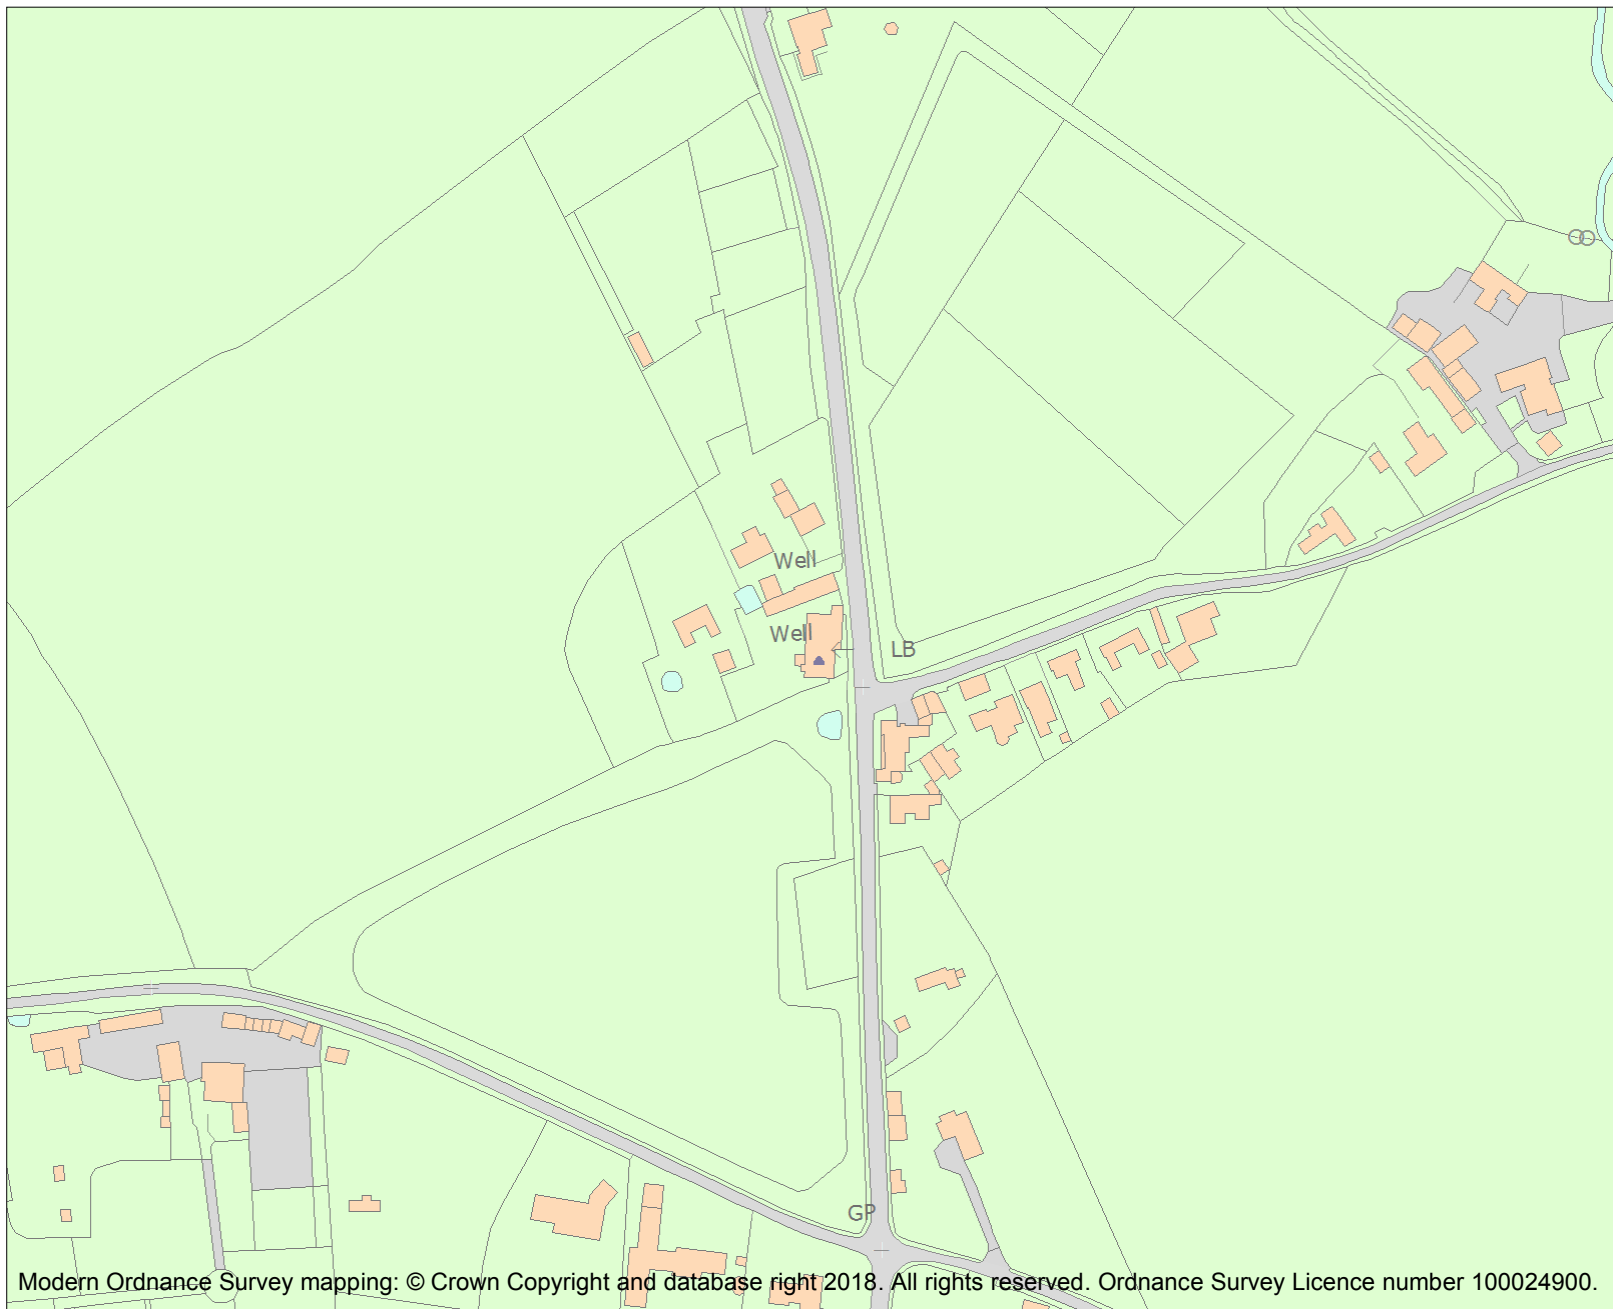 Well
Well
LB
GP
Modern Ordnance Survey mapping: © Crown Copyright and database right 2018. All rights reserved. Ordnance Survey Licence number 100024900.